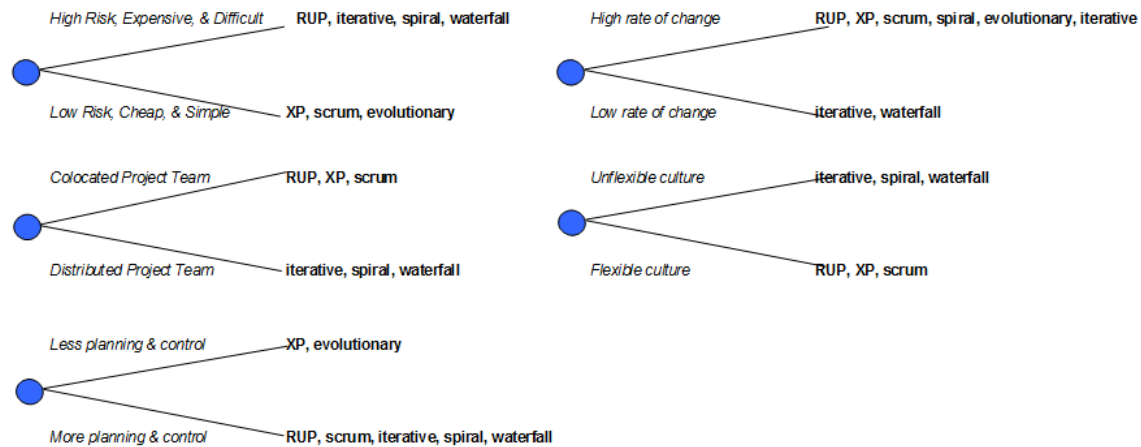 High Risk, Expensive, & Difficult
RUP, iterative, spiral, waterfall
Low Risk, Cheap, & Simple
XP, scrum, evolutionary
High rate of change
RUP, XP, scrum, spiral, evolutionary, iterative
Low rate of change
iterative, waterfall
Colocated Project Team
RUP, XP, scrum
Distributed Project Team
iterative, spiral, waterfall
Unflexible culture
iterative, spiral, waterfall
Flexible culture
RUP, XP, scrum
Less planning & control
XP, evolutionary
More planning & control
RUP, scrum, iterative, spiral, waterfall